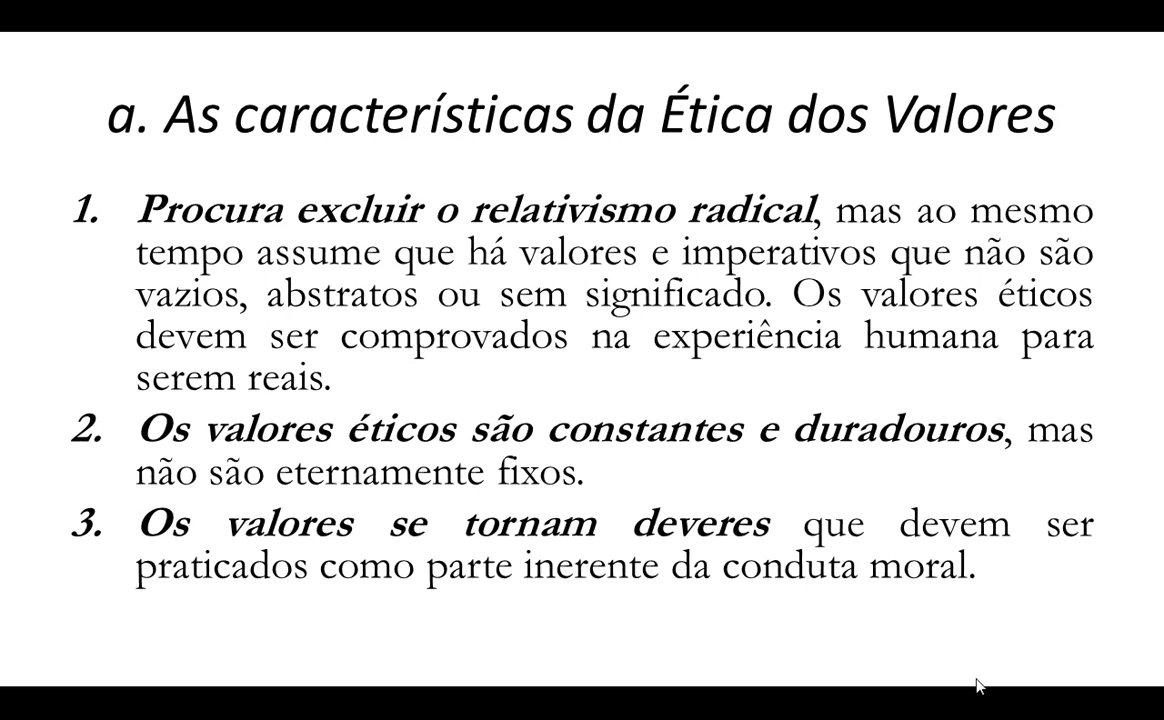 a. As características da Ética dos Valores
1. Procura excluir o relativismo radical, mas ao mesmo
tempo assume que há valores e imperativos que não são
vazios, abstratos ou sem significado. Os valores éticos
devem ser comprovados na experiência humana para
serem reais.
2. Os valores éticos são constantes e duradouros, mas
não são eternamente fixos.
3. Os valores se tornam deveres que devem ser
praticados como parte inerente da conduta moral.